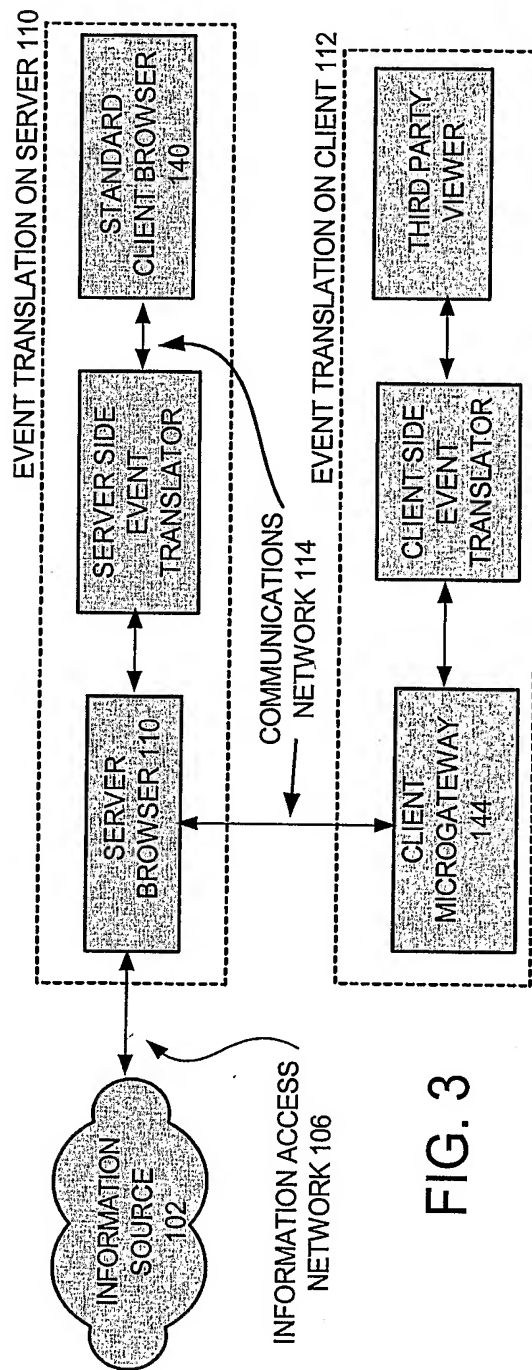 EVENT TRANSLATION ON SERVER 110
INFORMATION
SOURCE
102
INFORMATION ACCESS
NETWORK 106
SERVER
BROWSER 110
SERVER SIDE
EVENT
TRANSLATOR
STANDARD
CLIENT BROWSER
140
COMMUNICATIONS
NETWORK 114
EVENT TRANSLATION ON CLIENT 112
CLIENT
MICROGATEWAY
144
CLIENT SIDE
EVENT
TRANSLATOR
THIRD PARTY
VIEWER
FIG. 3